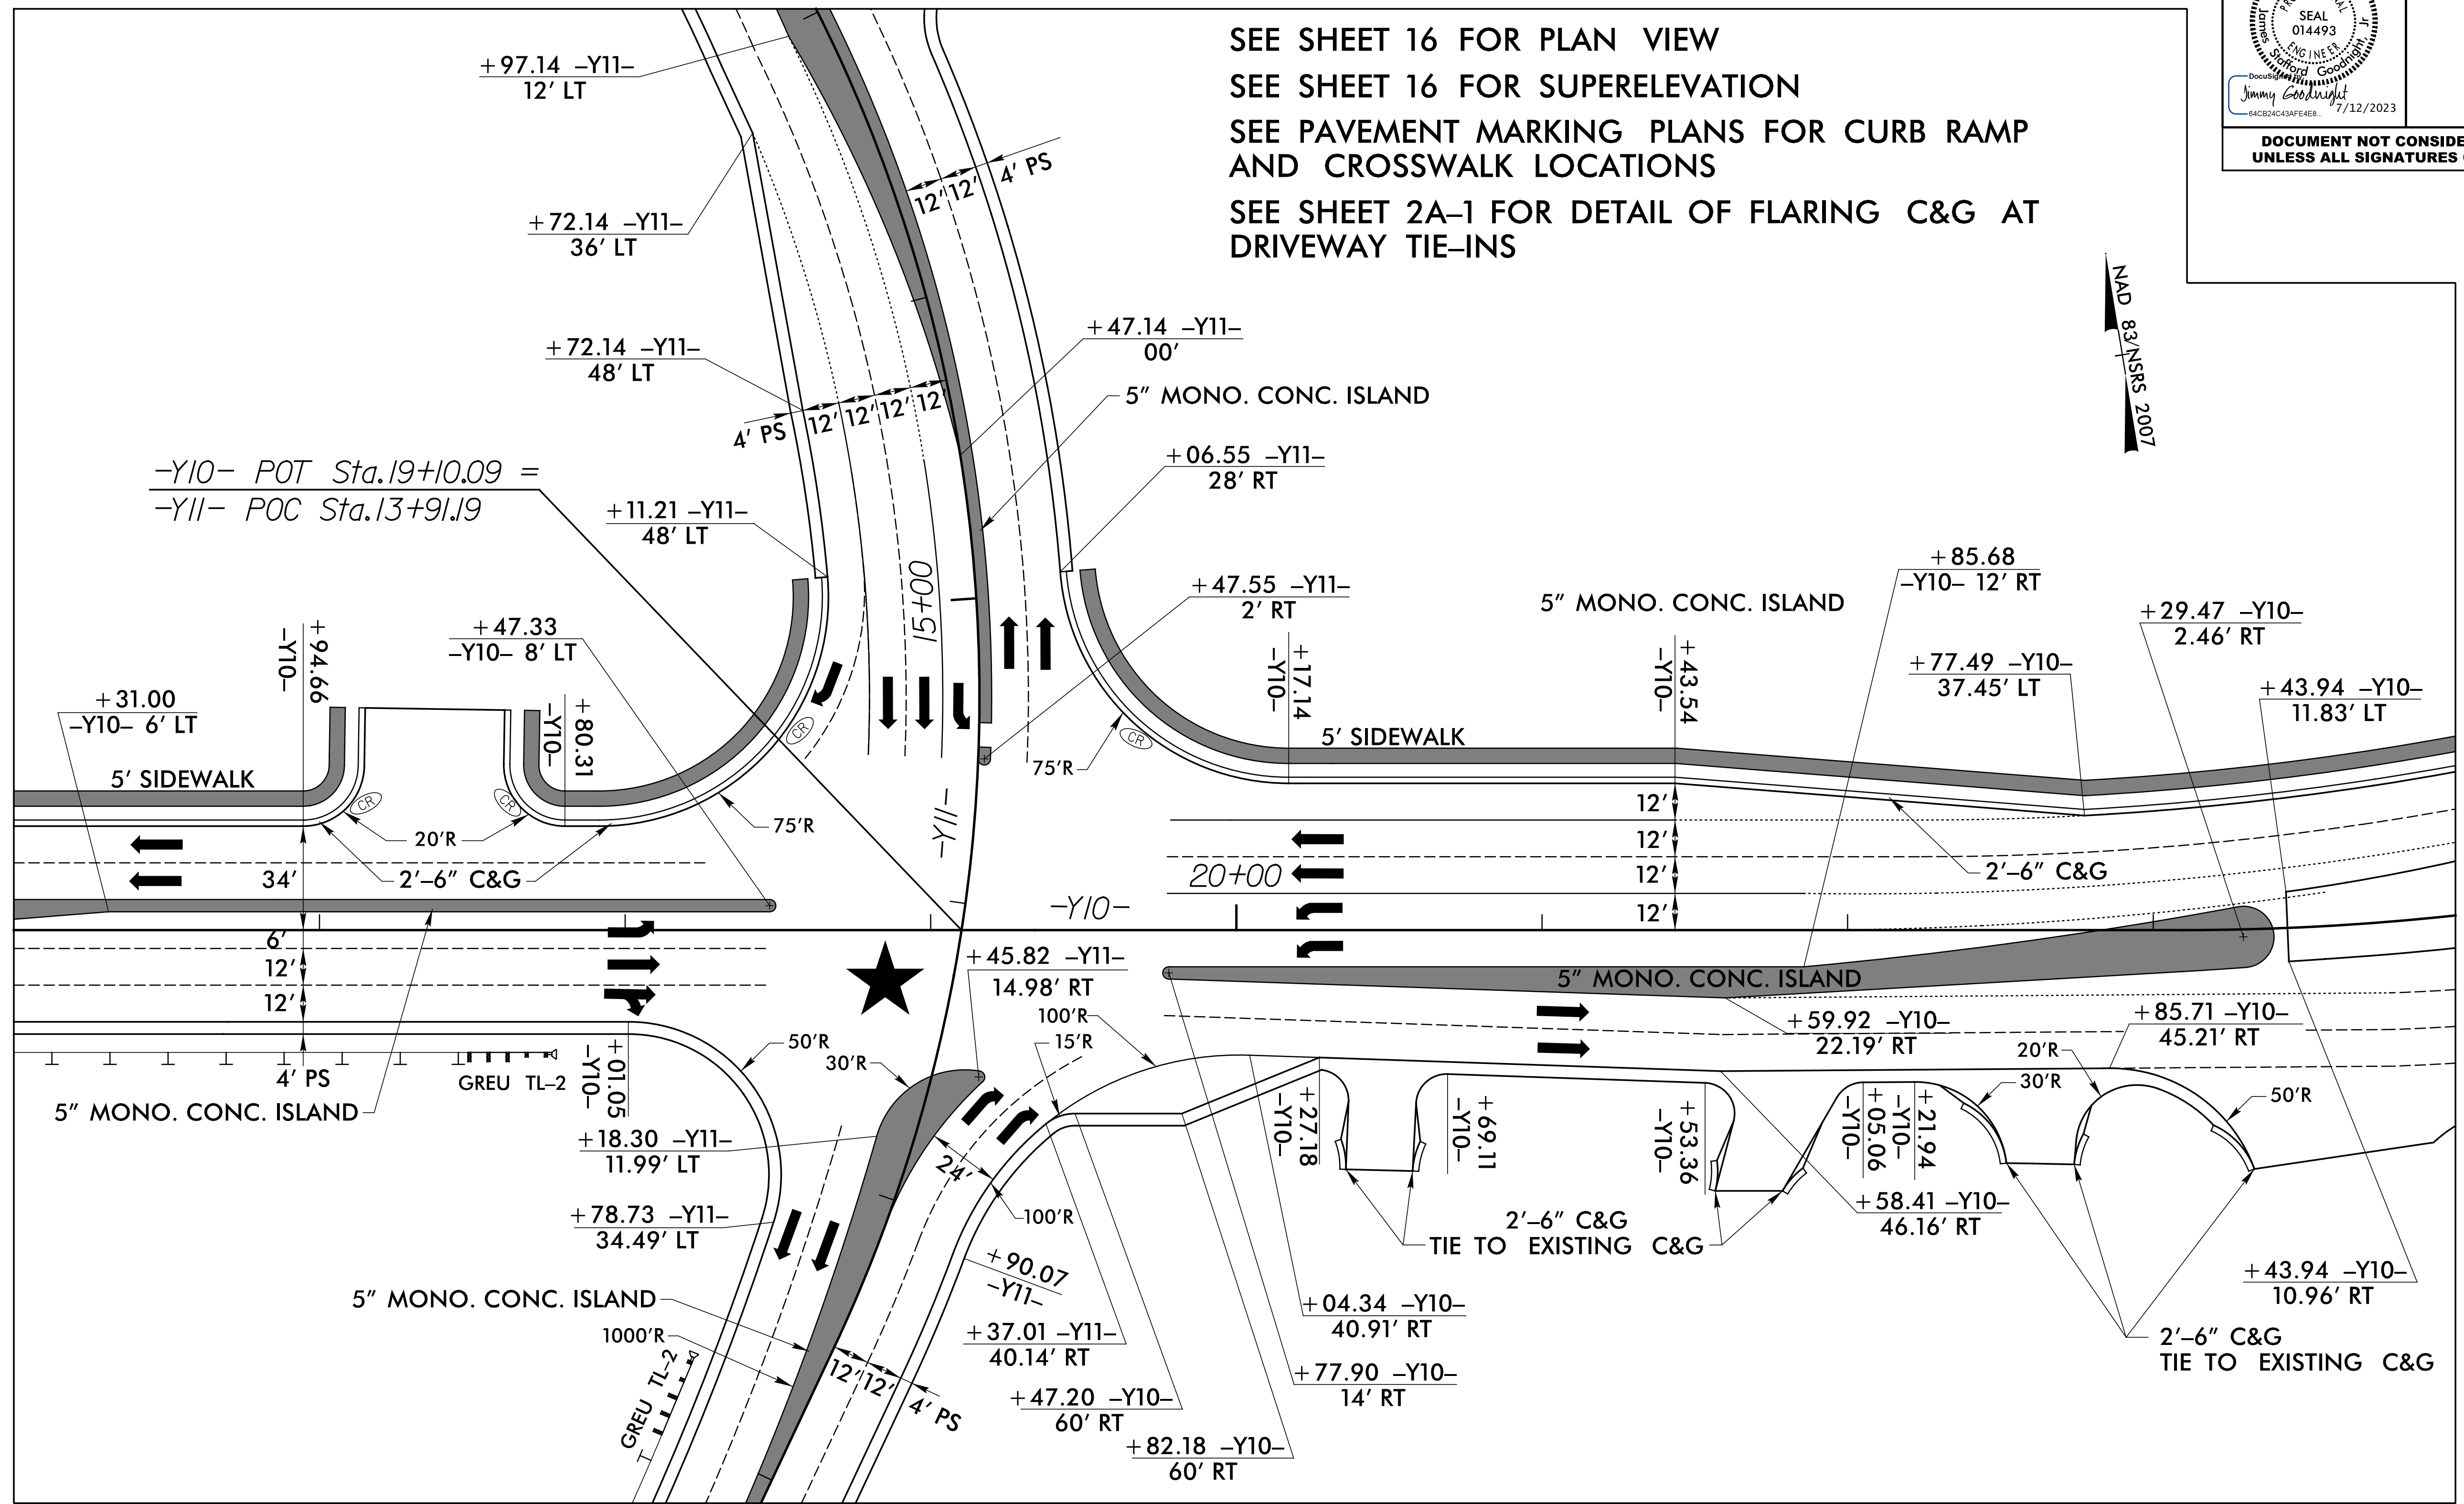 SEE SHEET 16 FOR PLAN VIEW
SEE SHEET 16 FOR SUPERELEVATION
SEE PAVEMENT MARKING PLANS FOR CURB RAMP
AND CROSSWALK LOCATIONS
SEE SHEET 2A–1 FOR DETAIL OF FLARING C&G AT
DRIVEWAY TIE–INS
SEAL
014493
ENGINEER
James Stafford Goodnight, Jr
DocuSigned by
Jimmy Goodnight
7/12/2023
64CB24C43AFE4E8...
DOCUMENT NOT CONSIDE
UNLESS ALL SIGNATURES
NAD 83/NSRS 2007
+97.14 –Y11–
12' LT
12' 12' 4' PS
+72.14 –Y11–
36' LT
+72.14 –Y11–
48' LT
4' PS 12' 12' 12' 12'
+47.14 –Y11–
00'
5" MONO. CONC. ISLAND
+06.55 –Y11–
28' RT
–Y10– POT Sta. 19+10.09 =
–Y11– POC Sta. 13+91.19
+11.21 –Y11–
48' LT
15+00
+47.55 –Y11–
2' RT
5" MONO. CONC. ISLAND
+85.68
–Y10– 12' RT
+29.47 –Y10–
2.46' RT
+77.49 –Y10–
37.45' LT
+43.94 –Y10–
11.83' LT
+31.00
–Y10– 6' LT
+94.66
–Y10–
+47.33
–Y10– 8' LT
+80.31
–Y10–
+17.14
–Y10–
+43.54
–Y10–
5' SIDEWALK
CR
CR
CR
CR
75'R
5' SIDEWALK
20'R
75'R
2'–6" C&G
34'
–Y11–
12'
12'
12'
12'
20+00
2'–6" C&G
–Y10–
6'
12'
12'
4' PS
GREU TL–2
5" MONO. CONC. ISLAND
+01.05
–Y10–
50'R
30'R
+45.82 –Y11–
14.98' RT
100'R
15'R
5" MONO. CONC. ISLAND
+59.92 –Y10–
22.19' RT
+85.71 –Y10–
45.21' RT
20'R
30'R
50'R
+18.30 –Y11–
11.99' LT
24'
100'R
+27.18
–Y10–
+69.11
–Y10–
+53.36
–Y10–
+05.06
–Y10–
+21.94
–Y10–
+78.73 –Y11–
34.49' LT
+90.07
–Y11–
2'–6" C&G
TIE TO EXISTING C&G
+58.41 –Y10–
46.16' RT
+43.94 –Y10–
10.96' RT
5" MONO. CONC. ISLAND
1000'R
GREU TL–2
12' 12' 4' PS
+37.01 –Y11–
40.14' RT
+04.34 –Y10–
40.91' RT
+77.90 –Y10–
14' RT
+47.20 –Y10–
60' RT
+82.18 –Y10–
60' RT
2'–6" C&G
TIE TO EXISTING C&G